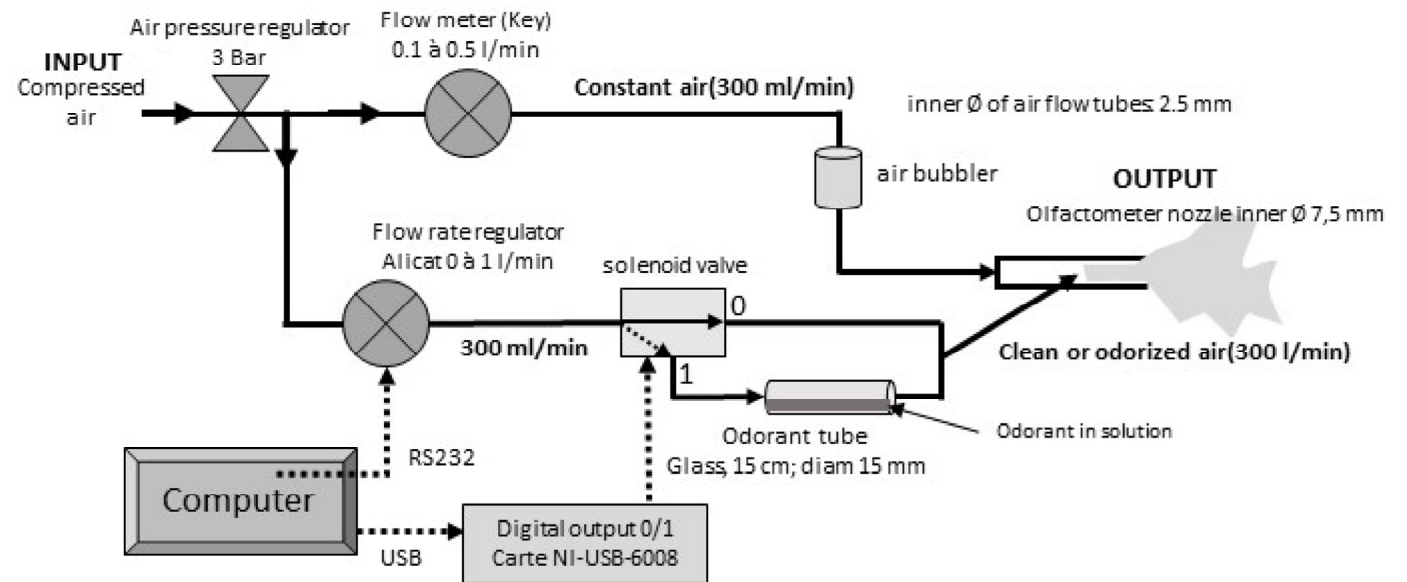 Air pressure regulator
3 Bar
Flow meter (Key)
0.1 à 0.5 l/min
INPUT
Compressed
air
Constant air(300 ml/min)
inner Ø of air flow tubes: 2.5 mm
air bubbler
OUTPUT
Olfactometer nozzle inner Ø 7,5 mm
Flow rate regulator
Alicat 0 à 1 l/min
solenoid valve
0
300 ml/min
1
Clean or odorized air(300 l/min)
Odorant tube
Glass, 15 cm; diam 15 mm
Odorant in solution
RS232
Computer
USB
Digital output 0/1
Carte NI-USB-6008